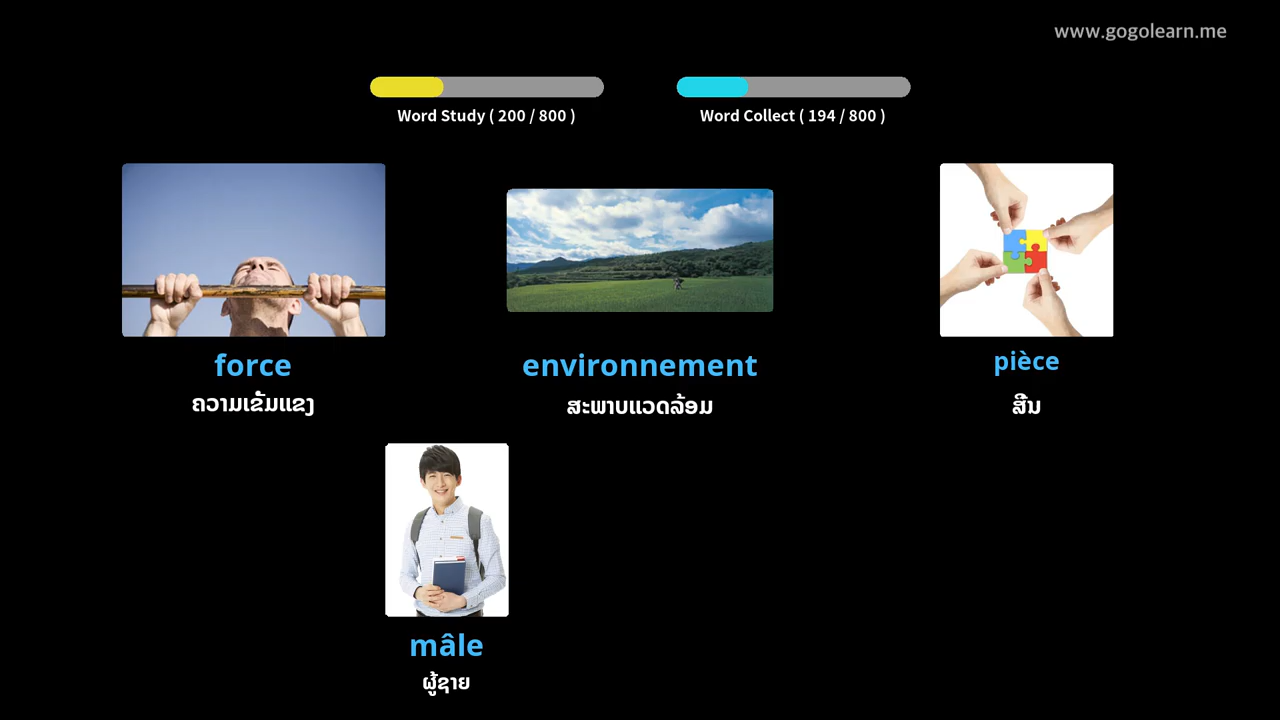 www.gogolearn.me
Word Study ( 200 / 800 )
Word Collect ( 194 / 800 )
force
ຄວາມເຂັ້ມແຂງ
environnement
ສະພາບແວດລ້ອມ
pièce
ສິ້ນ
mâle
ຜູ້ຊາຍ